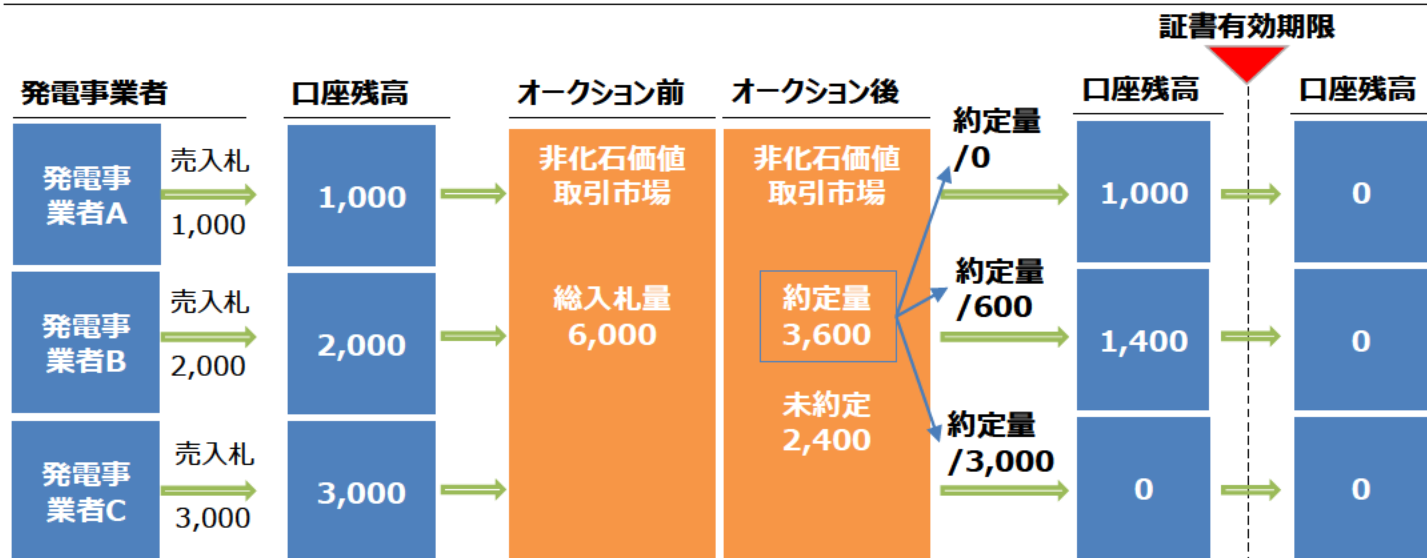 証書有効期限
発電事業者
口座残高
オークション前
オークション後
口座残高
口座残高
発電事
業者A
売入札
1,000
1,000
非化石価値
取引市場
非化石価値
取引市場
約定量
/0
1,000
0
発電事
業者B
売入札
2,000
2,000
総入札量
6,000
約定量
3,600
約定量
/600
1,400
0
未約定
2,400
発電事
業者C
売入札
3,000
3,000
約定量
/3,000
0
0